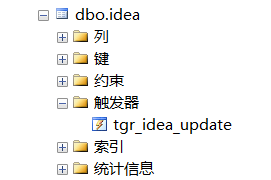 dbo.idea
列
键
约束
触发器
tgr_idea_update
索引
统计信息